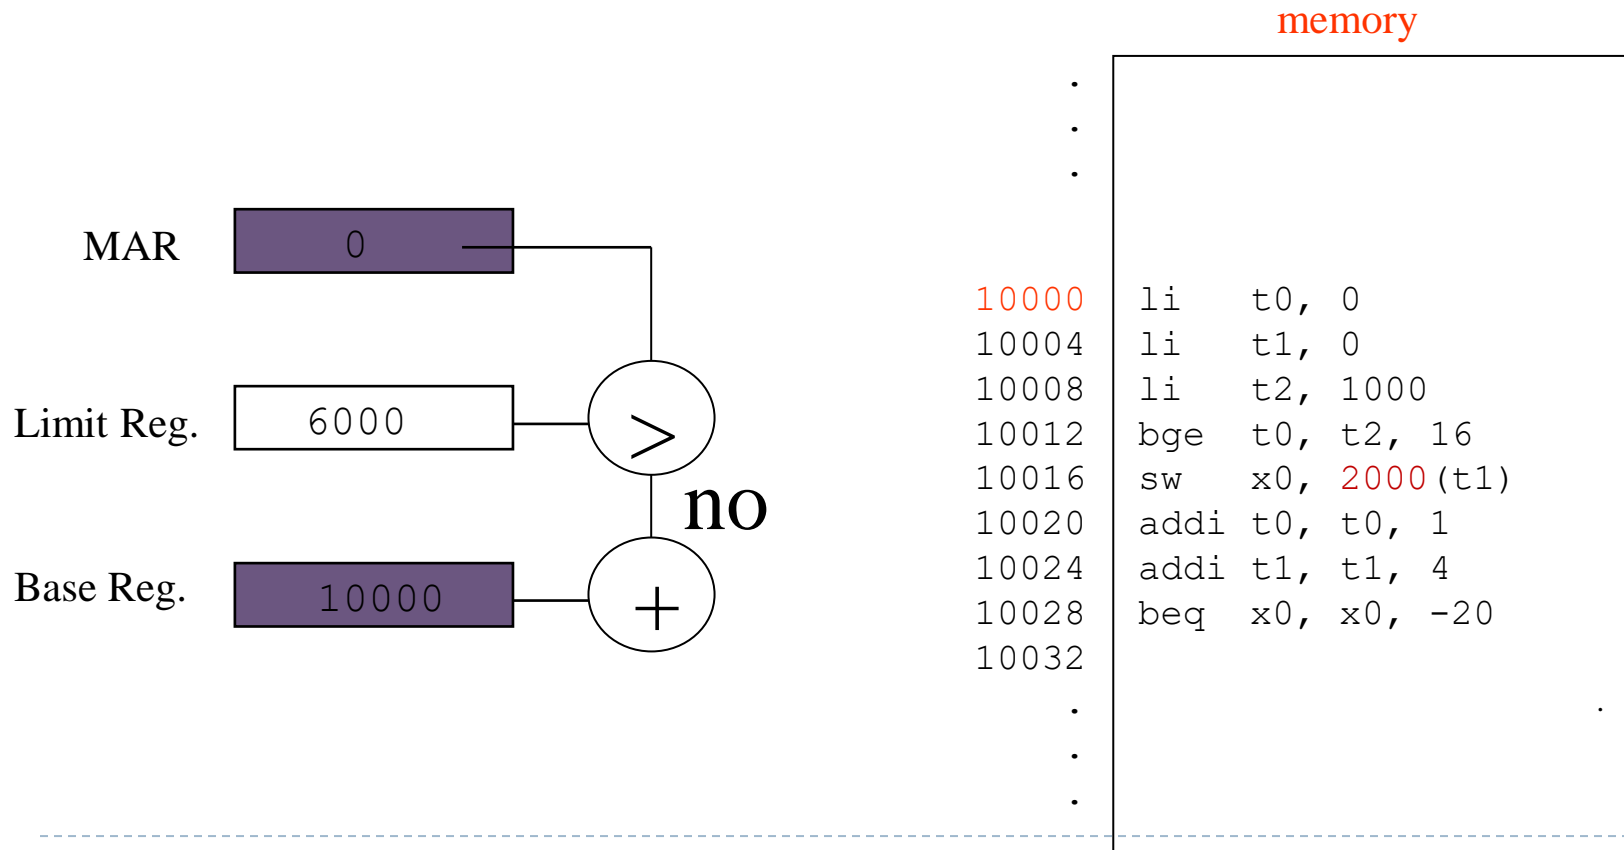 memory
MAR
0
Limit Reg.
6000
>
no
Base Reg.
10000
+
.
.
.
10000 li t0, 0
10004 li t1, 0
10008 li t2, 1000
10012 bge t0, t2, 16
10016 sw x0, 2000(t1)
10020 addi t0, t0, 1
10024 addi t1, t1, 4
10028 beq x0, x0, -20
10032
. .
.
.